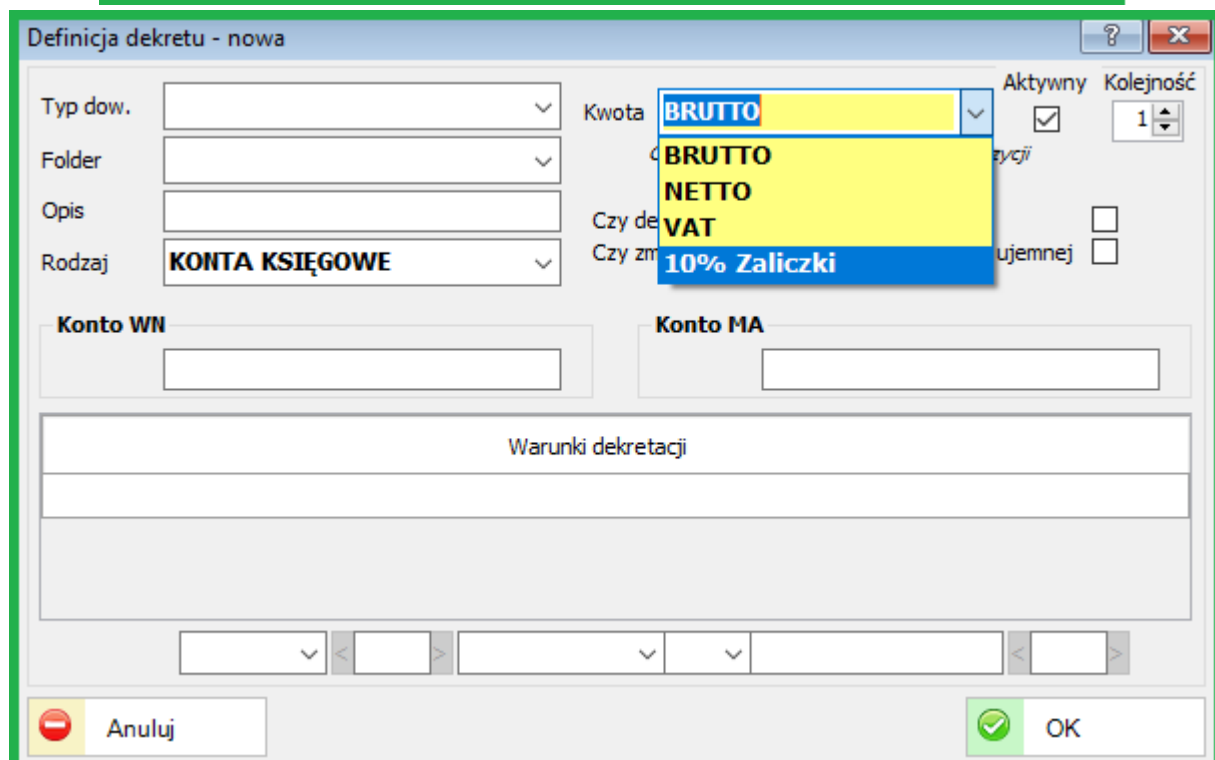 Definicja dekretu - nowa
Aktywny Kolejność
Typ dow. Kwota BRUTTO 1
Folder BRUTTO
NETTO
Opis Czy de VAT
Rodzaj KONTA KSIĘGOWE Czy zm 10% Zaliczki ujemnej
Konto WN Konto MA
Warunki dekretacji
< > < >
Anuluj OK